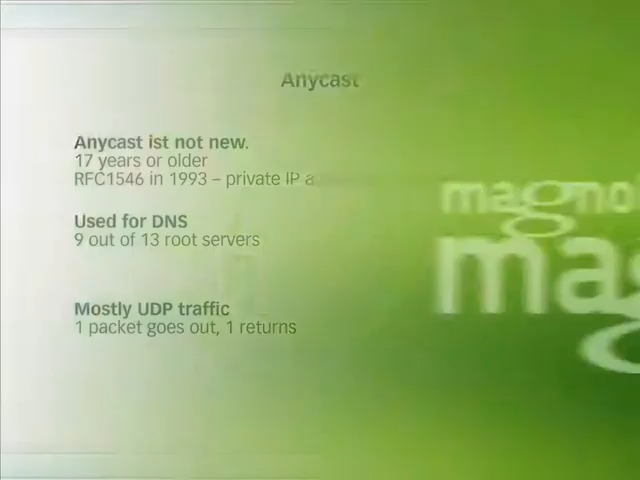 Anycast
Anycast ist not new.
17 years or older
RFC1546 in 1993 – private IP a
Used for DNS
9 out of 13 root servers
Mostly UDP traffic
1 packet goes out, 1 returns
magno
mag